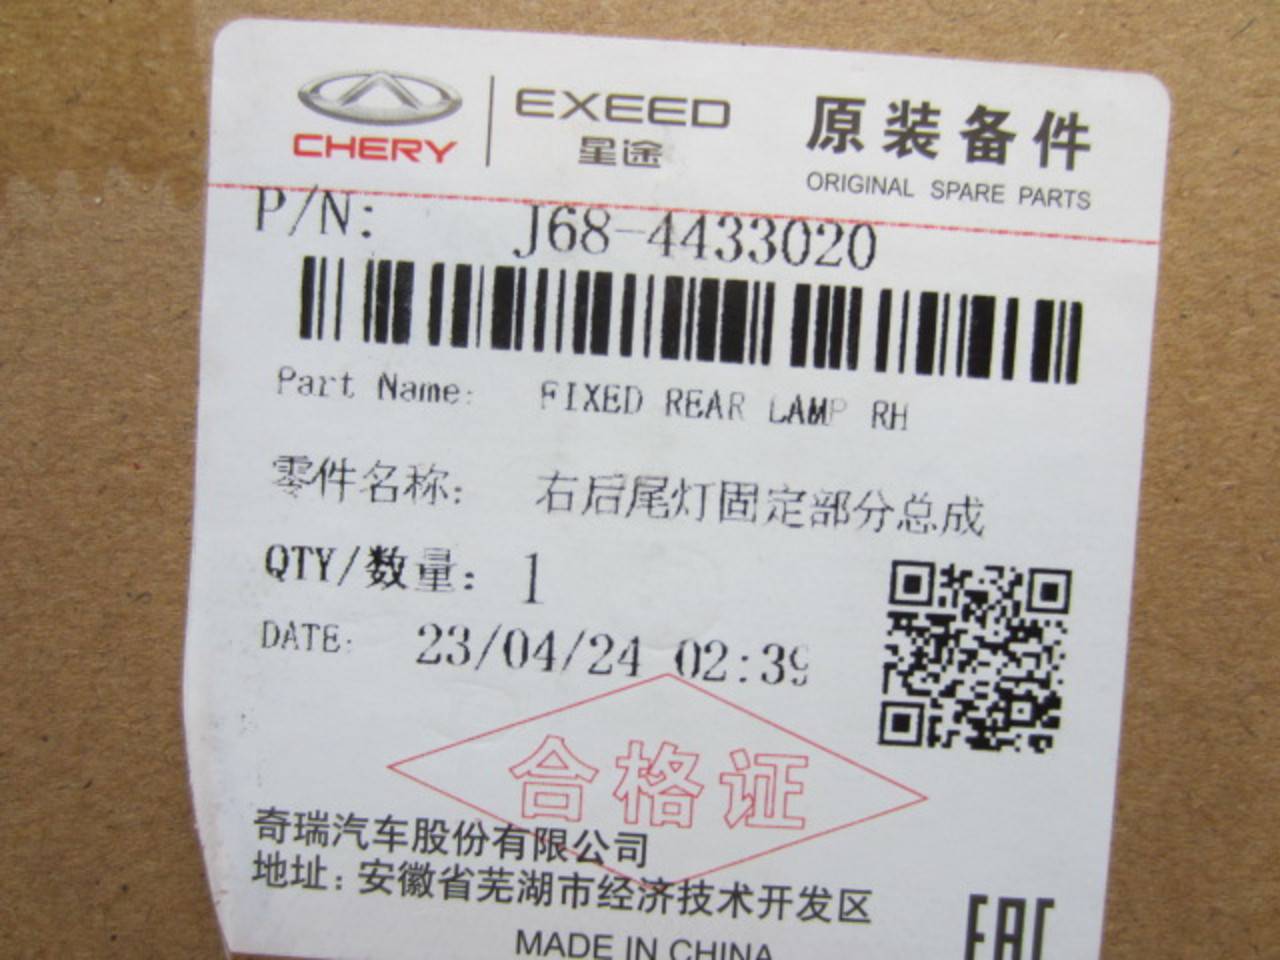 CHERY
EXEED
星途
原装备件
ORIGINAL SPARE PARTS
P/N: J68-4433020
Part Name: FIXED REAR LAMP RH
零件名称: 右后尾灯固定部分总成
QTY/数量: 1
DATE: 23/04/24 02:39
合格证
奇瑞汽车股份有限公司
地址：安徽省芜湖市经济技术开发区
MADE IN CHINA
EAC